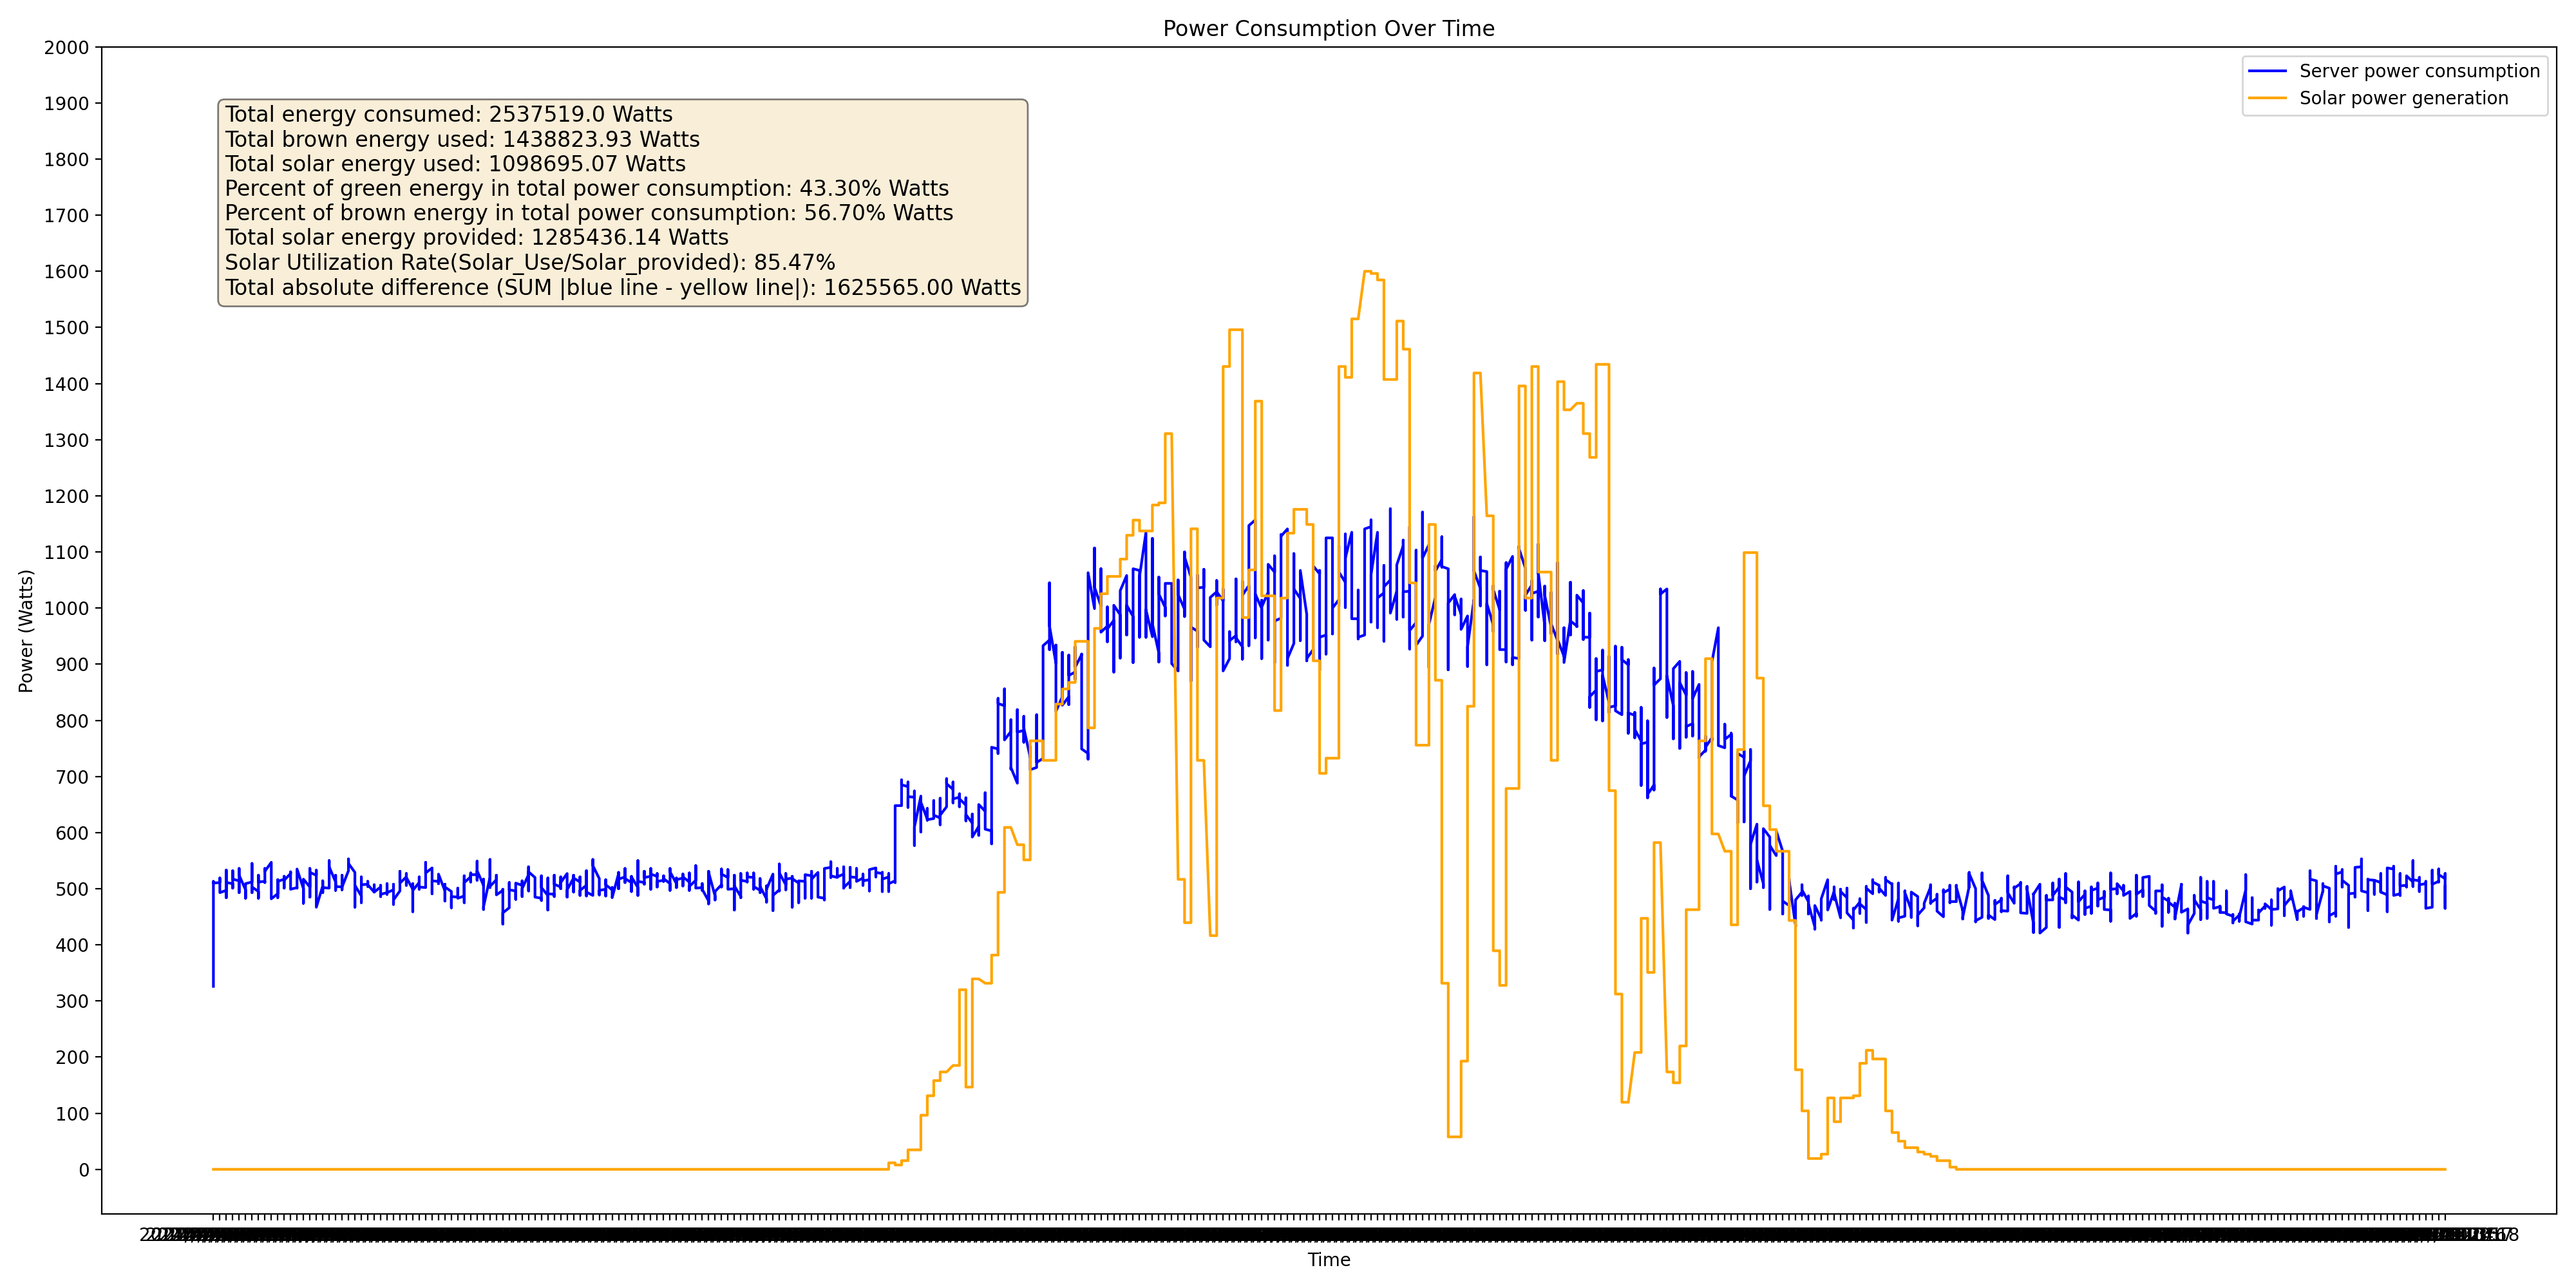 Power Consumption Over Time
2000
1900
1800
1700
1600
1500
1400
1300
1200
1100
1000
900
800
700
600
500
400
300
200
100
0
Power (Watts)
Total energy consumed: 2537519.0 Watts
Total brown energy used: 1438823.93 Watts
Total solar energy used: 1098695.07 Watts
Percent of green energy in total power consumption: 43.30% Watts
Percent of brown energy in total power consumption: 56.70% Watts
Total solar energy provided: 1285436.14 Watts
Solar Utilization Rate(Solar_Use/Solar_provided): 85.47%
Total absolute difference (SUM |blue line - yellow line|): 1625565.00 Watts
Server power consumption
Solar power generation
Time